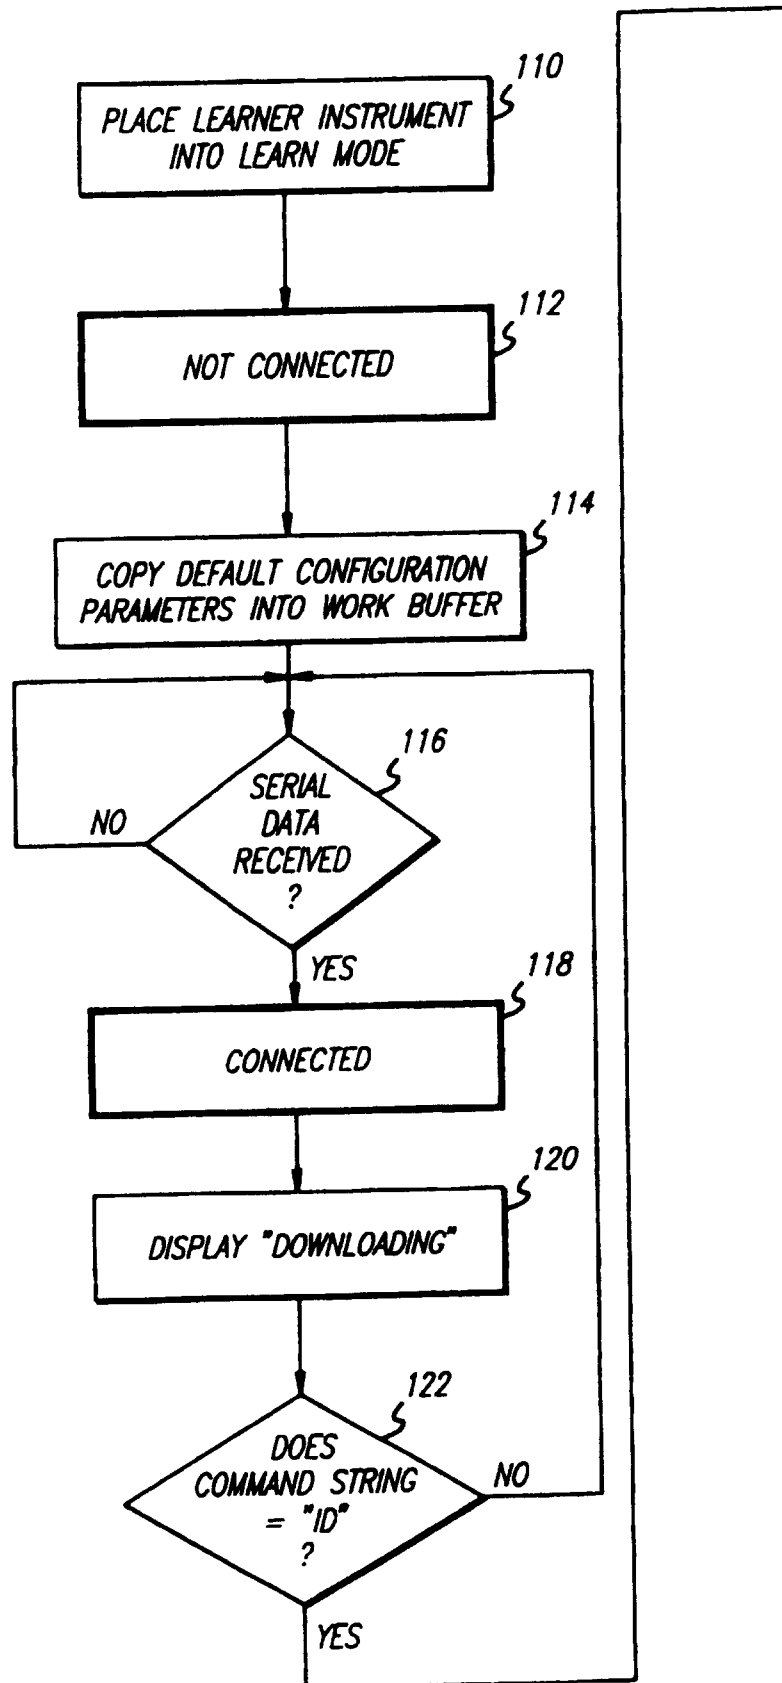 110
PLACE LEARNER INSTRUMENT
INTO LEARN MODE
112
NOT CONNECTED
114
COPY DEFAULT CONFIGURATION
PARAMETERS INTO WORK BUFFER
116
SERIAL
DATA
RECEIVED
?
NO
YES
118
CONNECTED
120
DISPLAY "DOWNLOADING"
122
DOES
COMMAND STRING
= "ID"
?
NO
YES